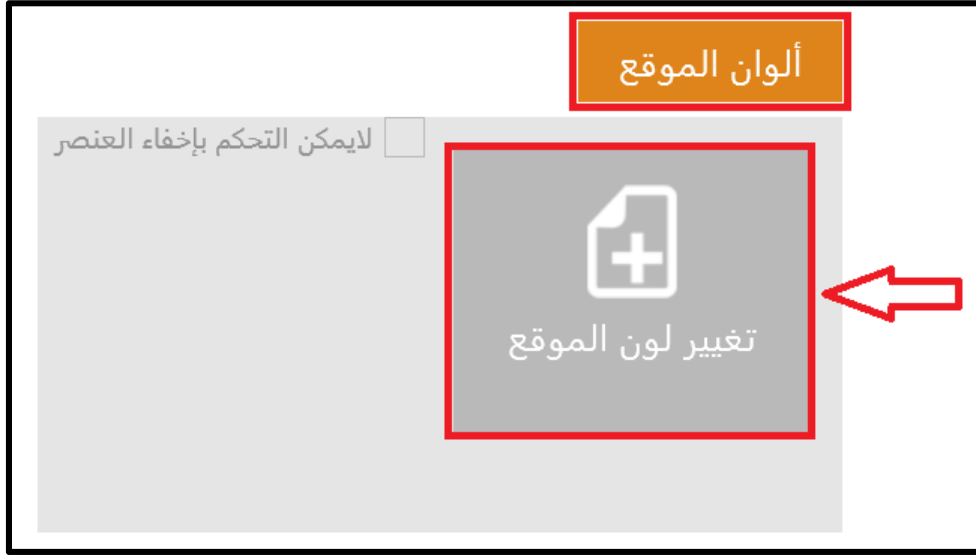 ألوان الموقع
لايمكن التحكم بإخفاء العنصر
تغيير لون الموقع